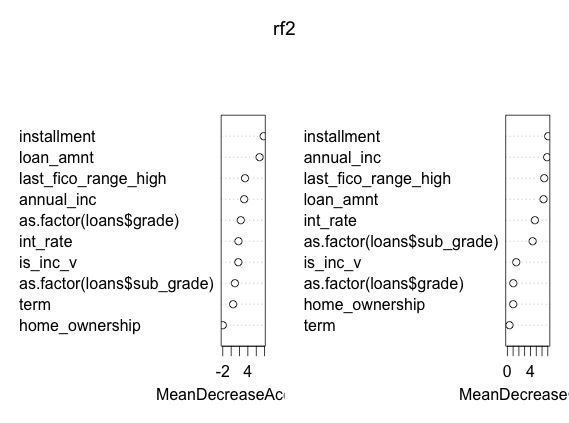 rf2
installment
loan_amnt
last_fico_range_high
annual_inc
as.factor(loans$grade)
int_rate
is_inc_v
as.factor(loans$sub_grade)
term
home_ownership
-2 4
MeanDecreaseAcc
installment
annual_inc
last_fico_range_high
loan_amnt
int_rate
as.factor(loans$sub_grade)
is_inc_v
as.factor(loans$grade)
home_ownership
term
0 4
MeanDecrease